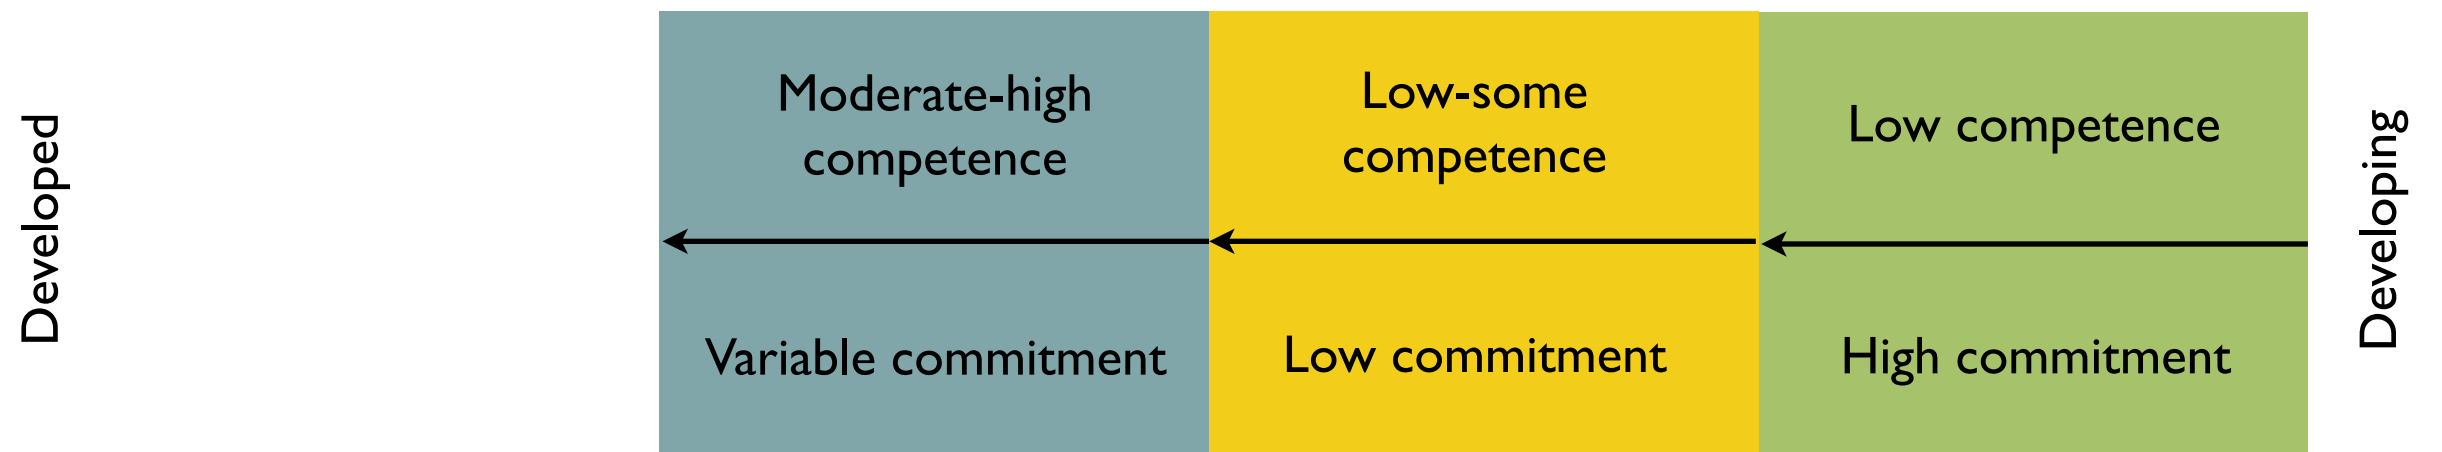 Developed
Moderate-high
competence
Variable commitment
Low-some
competence
Low commitment
Low competence
High commitment
Developing